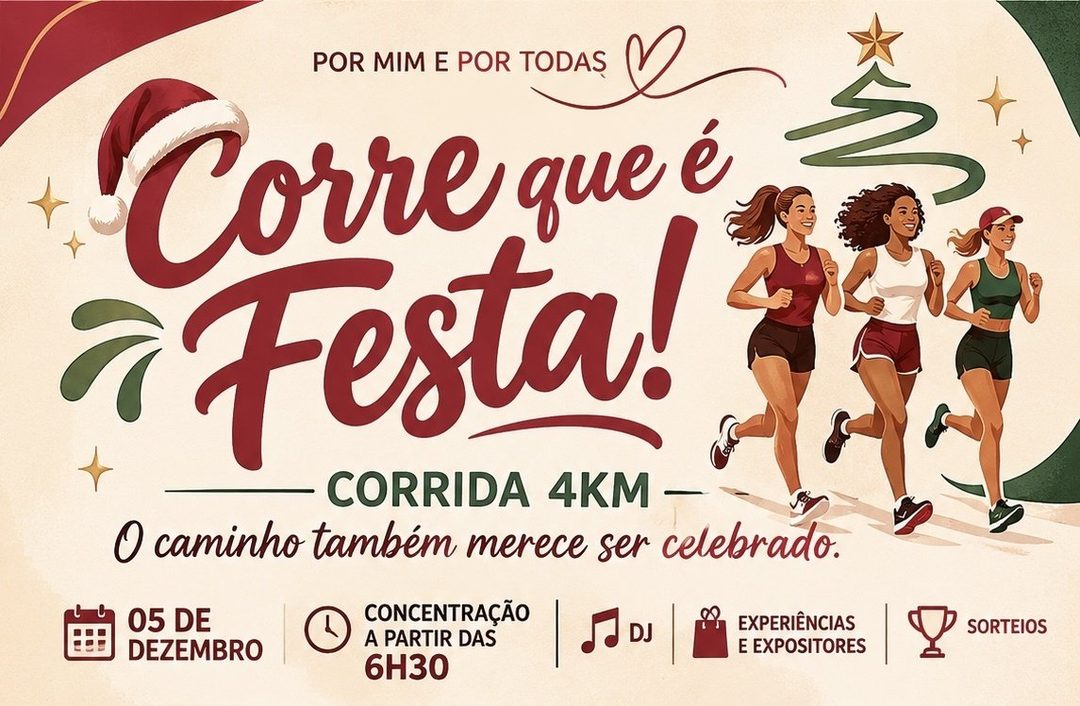 POR MIM E POR TODAS
Corre que é
Festa!
CORRIDA 4KM
O caminho também merece ser celebrado.
05 DE
DEZEMBRO
CONCENTRAÇÃO
A PARTIR DAS
6H30
DJ
EXPERIÊNCIAS
E EXPOSITORES
SORTEIOS